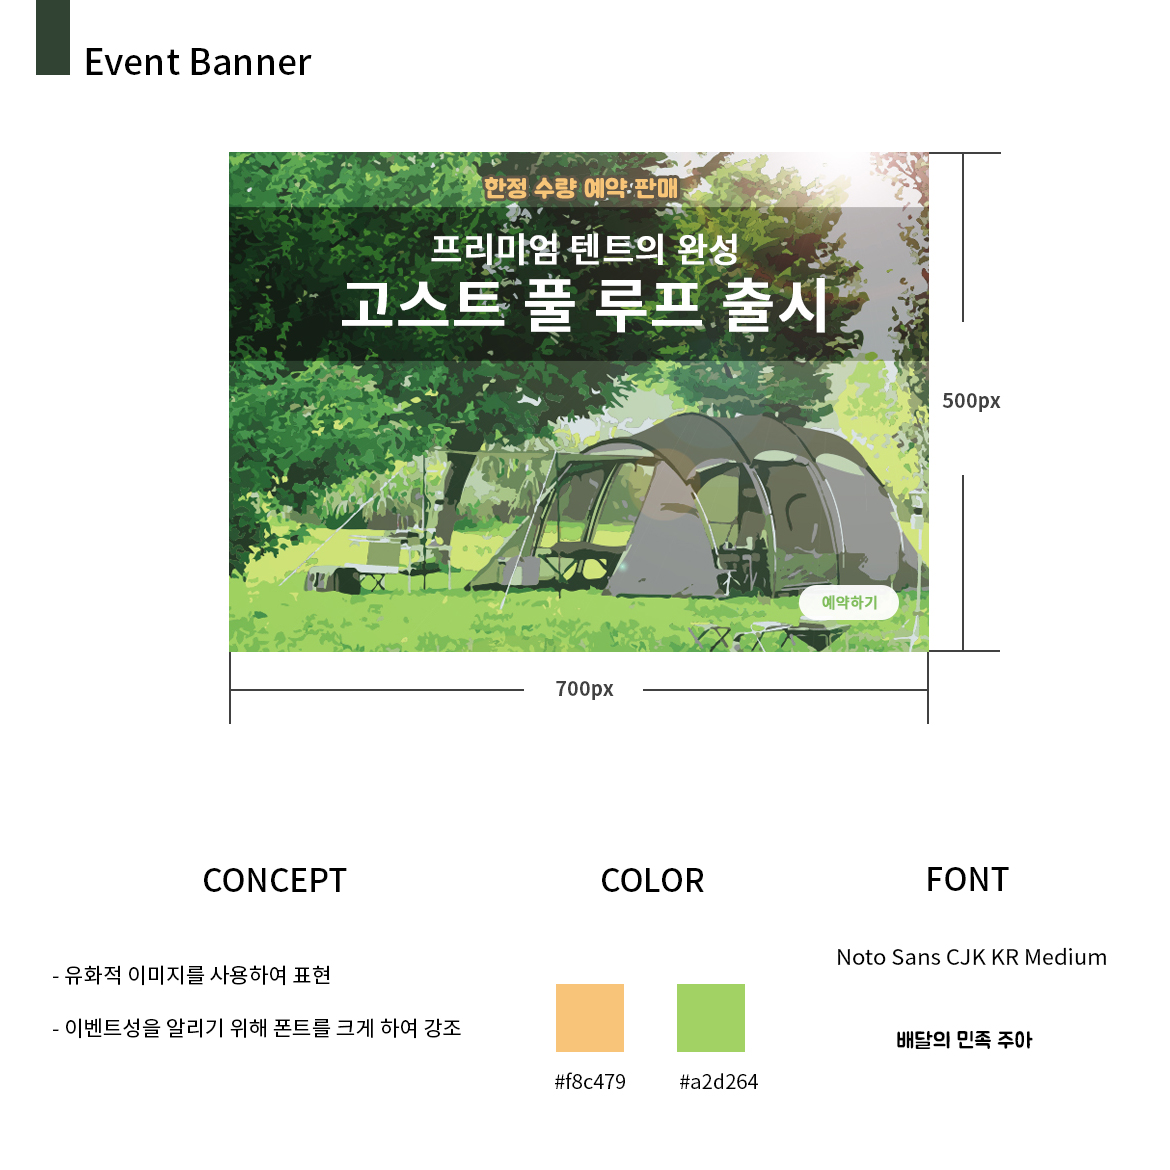 Event Banner
한정 수량 예약 판매
프리미엄 텐트의 완성
고스트 풀 루프 출시
500px
예약하기
700px
CONCEPT
COLOR
FONT
- 유화적 이미지를 사용하여 표현
- 이벤트성을 알리기 위해 폰트를 크게 하여 강조
#f8c479
#a2d264
Noto Sans CJK KR Medium
배달의 민족 주아